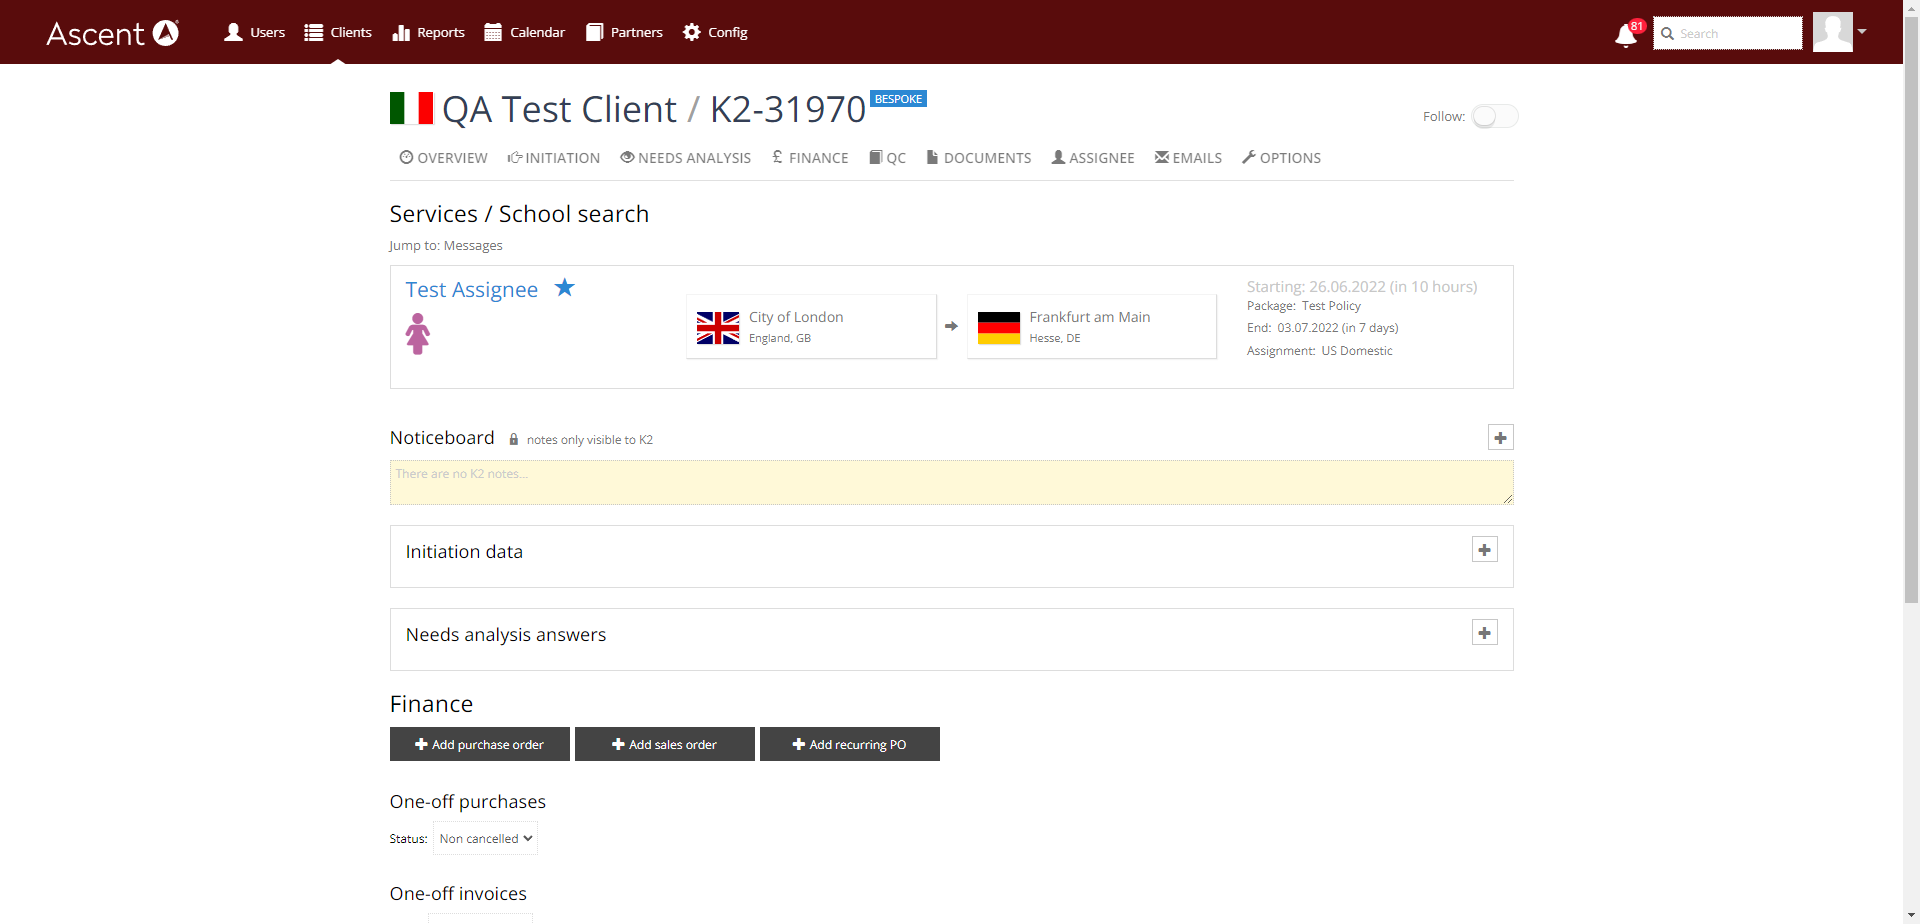 Ascent
Users Clients Reports Calendar Partners Config
81
Search
QA Test Client / K2-31970 BESPOKE
Follow:
OVERVIEW INITIATION NEEDS ANALYSIS £ FINANCE QC DOCUMENTS ASSIGNEE EMAILS OPTIONS
Services / School search
Jump to: Messages
Test Assignee
City of London
England, GB
Frankfurt am Main
Hesse, DE
Starting: 26.06.2022 (in 10 hours)
Package: Test Policy
End: 03.07.2022 (in 7 days)
Assignment: US Domestic
Noticeboard notes only visible to K2
There are no K2 notes...
Initiation data
Needs analysis answers
Finance
Add purchase order Add sales order Add recurring PO
One-off purchases
Status: Non cancelled
One-off invoices